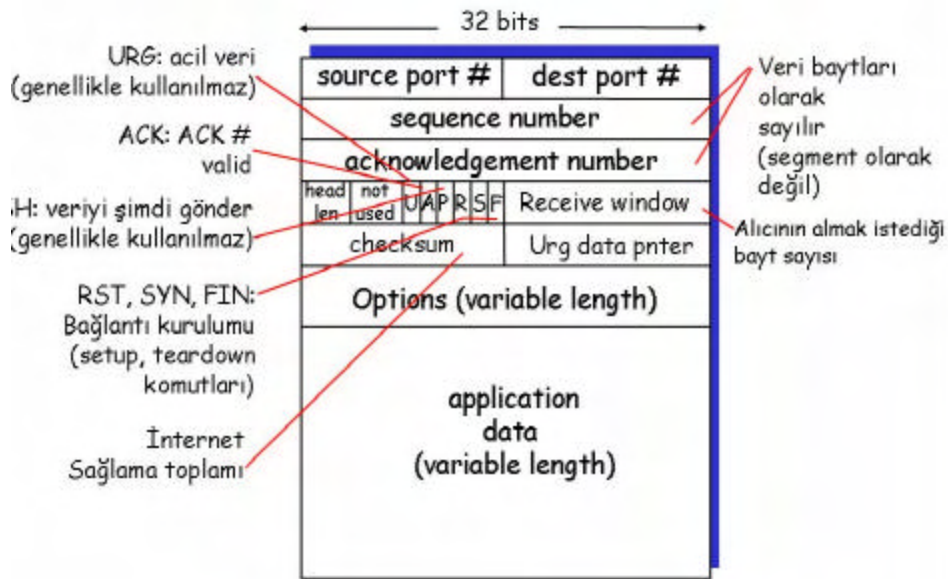 32 bits
URG: acil veri
(genellikle kullanılmaz)
ACK: ACK #
valid
SH: veriyi şimdi gönder
(genellikle kullanılmaz)
RST, SYN, FIN:
Bağlantı kurulumu
(setup, teardown
komutları)
İnternet
Sağlama toplamı
source port # dest port #
sequence number
acknowledgement number
head len not used U A P R S F Receive window
checksum Urg data pnter
Options (variable length)
application
data
(variable length)
Veri baytları
olarak
sayılır
(segment olarak
değil)
Alıcının almak istediği
bayt sayısı